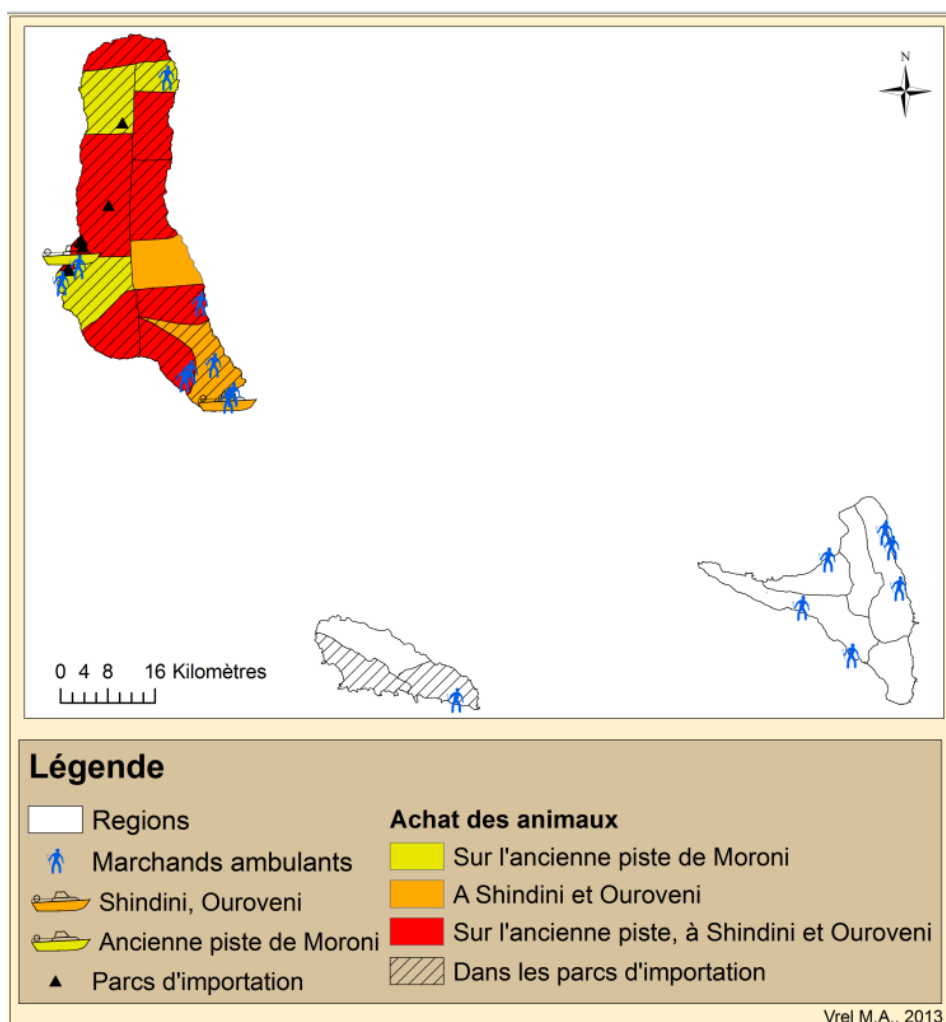 N
0 4 8 16 Kilomètres
Légende
Regions
Marchands ambulants
Shindini, Ouroveni
Ancienne piste de Moroni
Parcs d'importation
Achat des animaux
Sur l'ancienne piste de Moroni
A Shindini et Ouroveni
Sur l'ancienne piste, à Shindini et Ouroveni
Dans les parcs d'importation
Vrel M.A., 2013